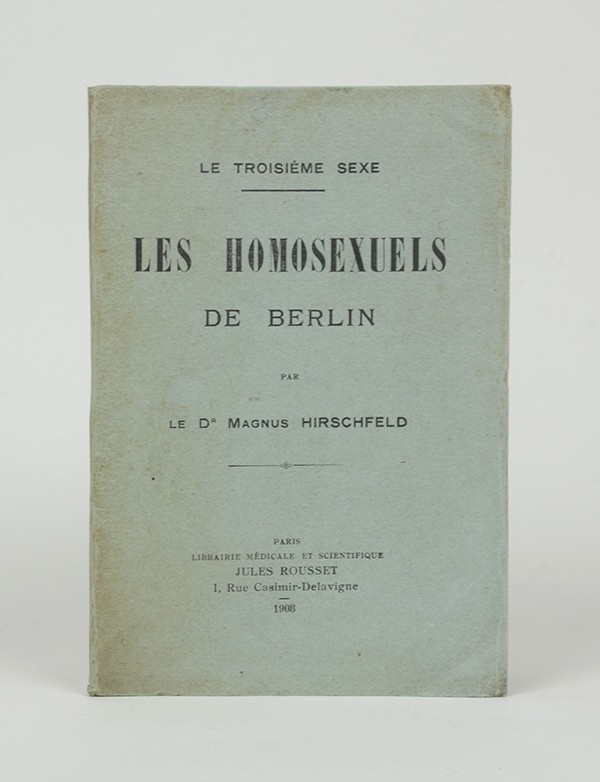 LE TROISIÈME SEXE
LES HOMOSEXUELS
DE BERLIN
PAR
LE DR MAGNUS HIRSCHFELD
PARIS
LIBRAIRIE MÉDICALE ET SCIENTIFIQUE
JULES ROUSSET
1, Rue Casimir-Delavigne
1908